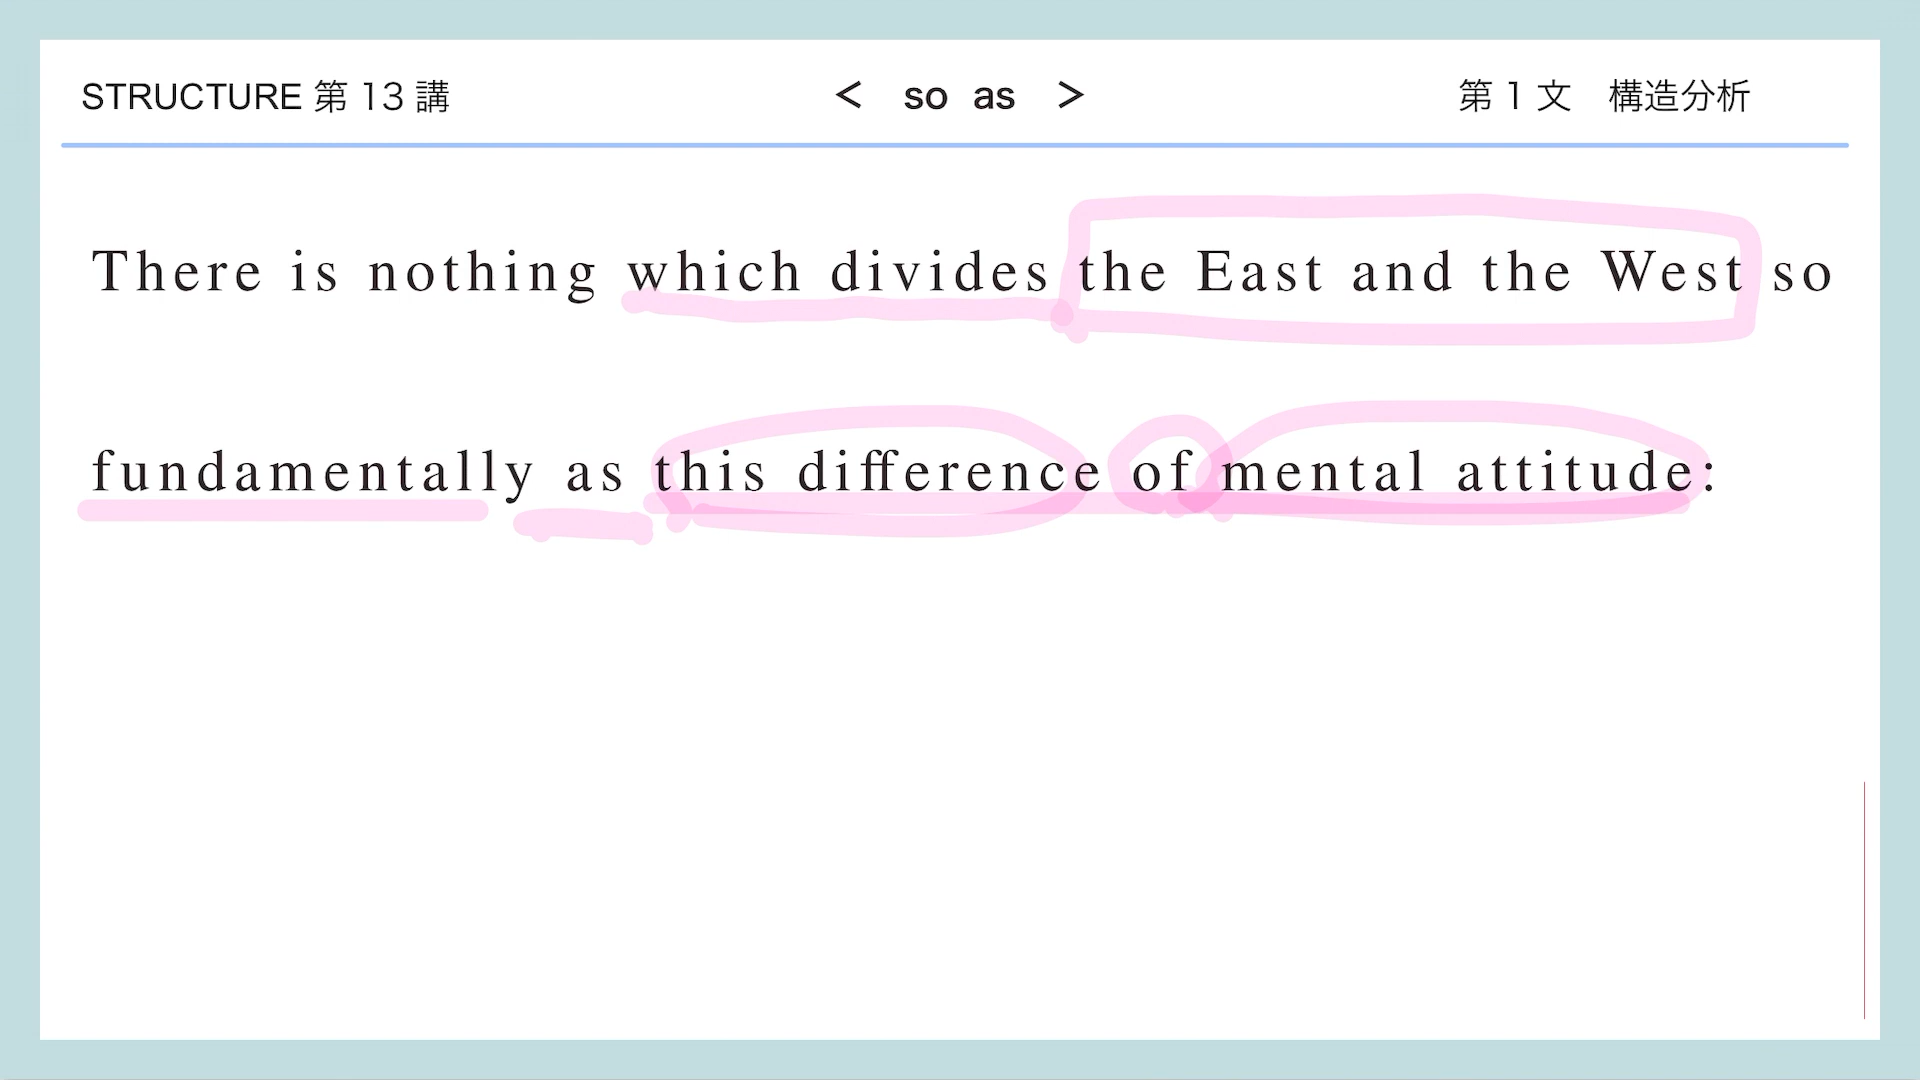 STRUCTURE 第 13 講
＜ so as ＞
第 1 文 構造分析
There is nothing which divides the East and the West so
fundamentally as this difference of mental attitude: